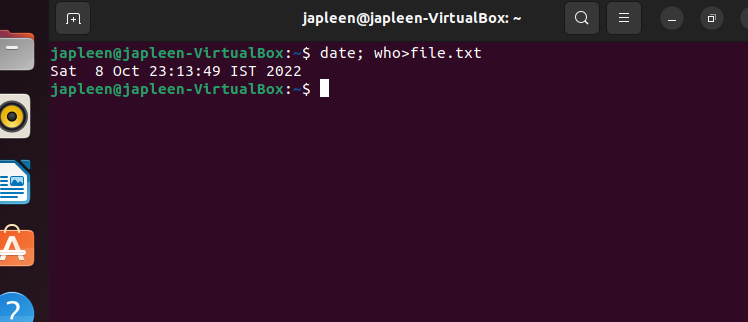 japleen@japleen-VirtualBox: ~
japleen@japleen-VirtualBox:~$ date; who>file.txt
Sat  8 Oct 23:13:49 IST 2022
japleen@japleen-VirtualBox:~$